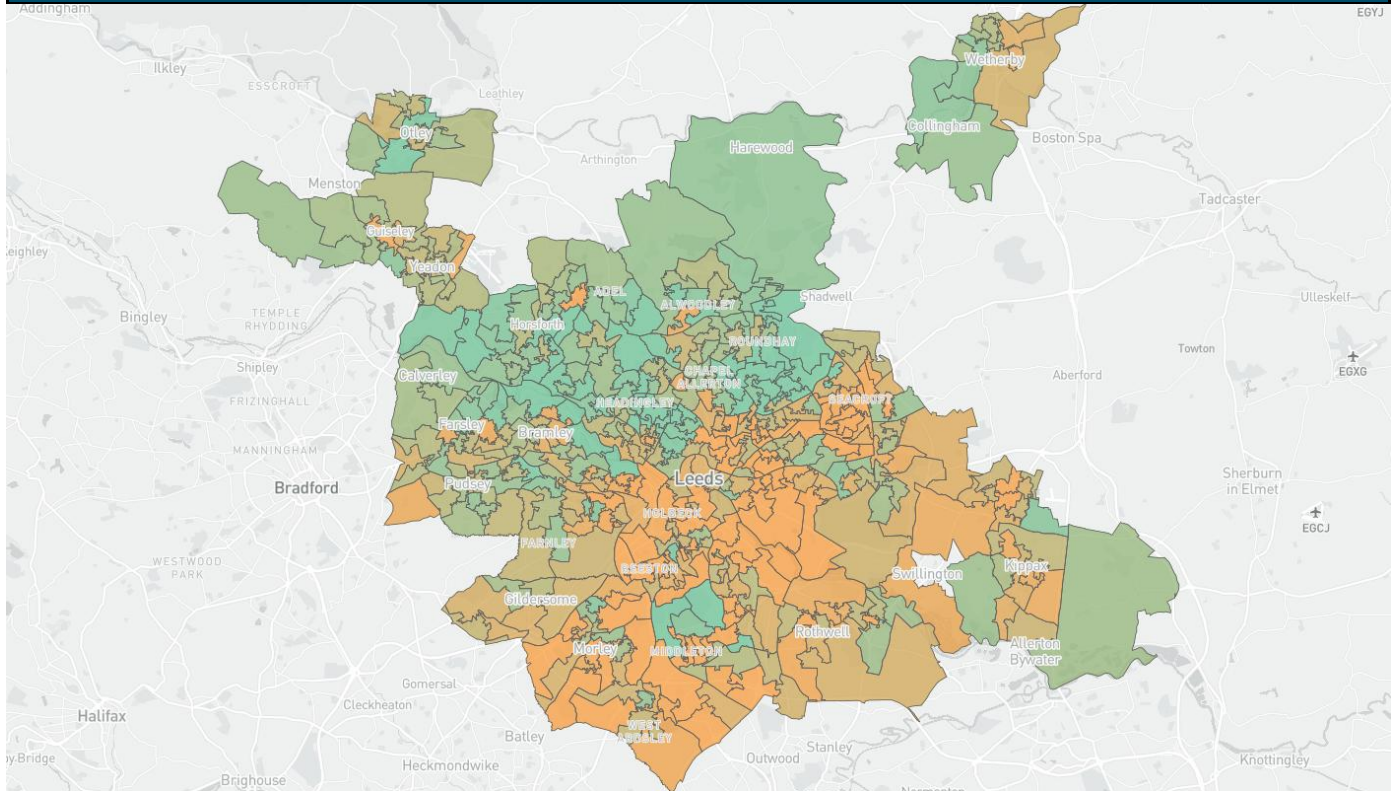 Addingham
EGYJ
Ilkley
ESSCROFT
Leathley
Wetherby
Otley
Collingham
Boston Spa
Harewood
Arthington
Menston
Tadcaster
Guiseley
Yeadon
ADEL
ALWOODLEY
Shadwell
Ulleskelf
Bingley
TEMPLE
RHYDDING
Horsforth
ROUNDHAY
Towton
Shipley
Calverley
CHAPEL
ALLERTON
Aberford
EGXG
FRIZINGHALL
HEADINGLEY
SEACROFT
Farsley
Bramley
MANNINGHAM
Bradford
Pudsey
Leeds
Sherburn
in Elmet
HOLBECK
EGCJ
FARNLEY
WESTWOOD
PARK
BEESTON
Swillington
Kippax
Gildersome
Rothwell
Morley
MIDDLETON
Allerton
Bywater
Gomersal
Cleckheaton
Halifax
WEST
ARDSLEY
Batley
Outwood
Stanley
Knottingley
Heckmondwike
Brighouse
Normanton